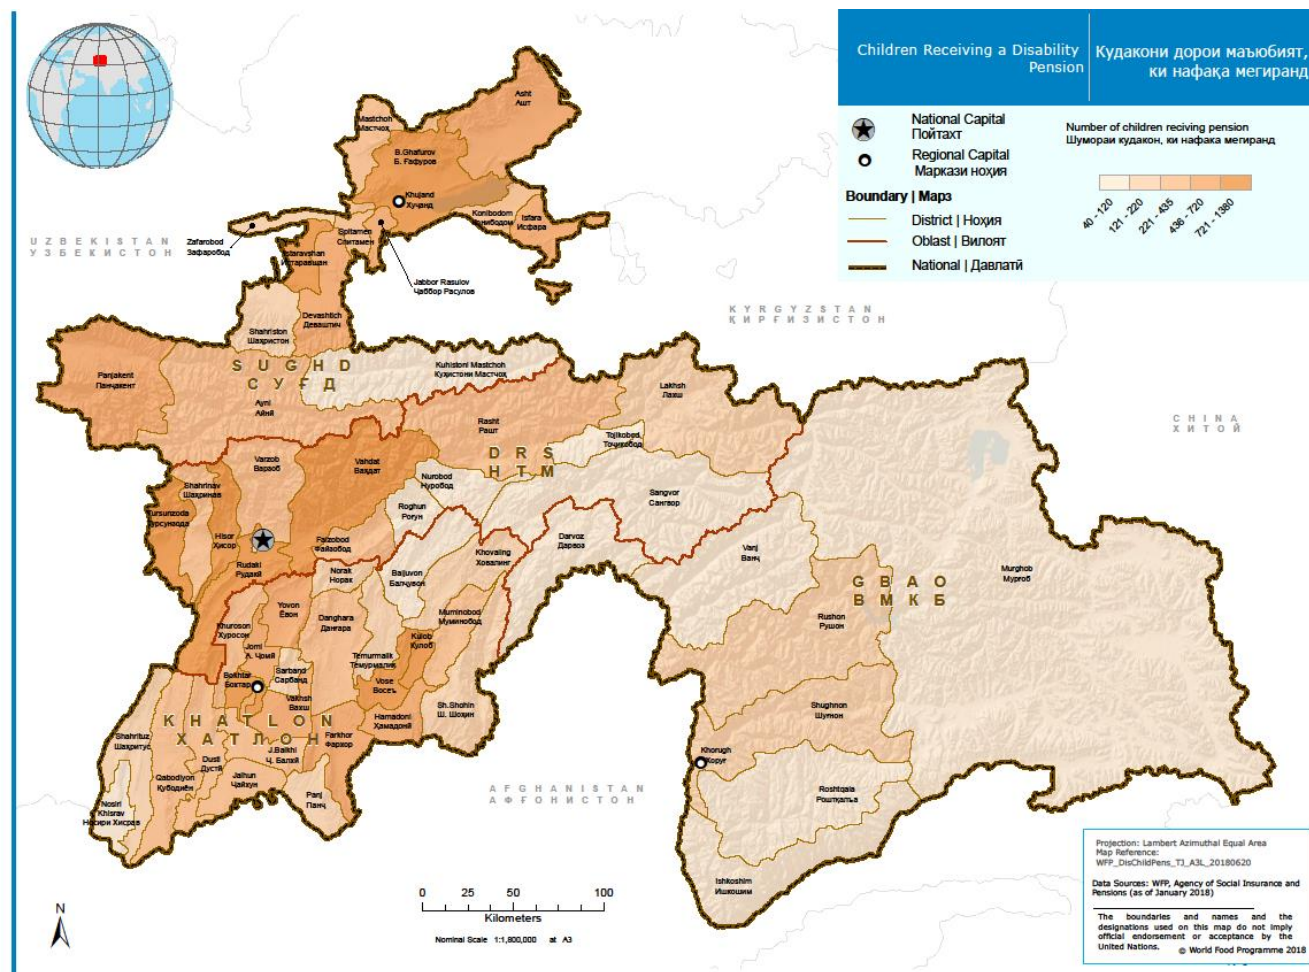 Children Receiving a Disability
Pension
Кудакони дорои маъюбият,
ки нафақа мегиранд
National Capital
Пойтахт
Regional Capital
Маркази ноҳия
Boundary | Марз
District | Ноҳия
Oblast | Вилоят
National | Давлатӣ
Number of children reciving pension
Шумораи кудакон, ки нафака мегиранд
40 - 120
121 - 220
221 - 435
436 - 720
721 - 1380
Asht
Ашт
Mastchoh
Мастчоҳ
B.Ghafurov
Б. Ғафуров
Khujand
Хуҷанд
Konibodom
Isfara
Исфара
Spitamen
Спитамен
Zafarobod
Зафаробод
Истаравшан
Jabbor Rasulov
Ҷаббор Расулов
UZBEKISTAN
УЗБЕКИСТОН
KYRGYZSTAN
ҚИРҒИЗИСТОН
CHINA
ХИТОЙ
Devashtich
Деваштич
Shahriston
Шаҳристон
SUGHD
СУҒД
Kuhistoni Mastchoh
Куҳистони Мастчоҳ
Panjakent
Панҷакент
Ayni
Айнӣ
Lakhsh
Лахш
Rasht
Рашт
Tojikobod
Тоҷикобод
DRS
НТМ
Varzob
Варзоб
Vahdat
Ваҳдат
Nurobod
Нуробод
Sangvor
Сангвор
Shahrinav
Шаҳринав
Tursunzoda
Турсунзода
Roghun
Роғун
Hisor
Ҳисор
Faizobod
Файзобод
Darvoz
Дарвоз
Vanj
Ванҷ
Rudaki
Рудакӣ
Khovaling
Ховалинг
Norak
Норак
Baljuvon
Балҷувон
Murghob
Мурғоб
GBAO
ВМКБ
Yovon
Ёвон
Danghara
Данғара
Muminobod
Муминобод
Rushon
Рушон
Khuroson
Хуросон
Kulob
Кулоб
Jomi
А. Ҷомӣ
Temurmalik
Темурмалик
Sarband
Сарбанд
Bokhtar
Бохтар
Vose
Восеъ
Vakhsh
Вахш
Sh.Shohin
Ш. Шоҳин
Shughnon
Шуғнон
KHATLON
ХАТЛОН
Hamadoni
Ҳамадонӣ
Farkhor
Фархор
Shahrituz
Шаҳритус
J.Balkhi
Ҷ. Балхӣ
Khorugh
Хоруғ
Dusti
Дустӣ
Qabodiyon
Қубодиён
Jaihun
Ҷайхун
Panj
Панҷ
Roshtqala
Рошткалъа
Nosiri
Khisrav
Носири Хисрав
AFGHANISTAN
АФҒОНИСТОН
Ishkoshim
Ишкошим
N
0 25 50 100
Kilometers
Nominal Scale 1:1,800,000 at A3
Projection: Lambert Azimuthal Equal Area
Map Reference:
WFP_DisChildPens_TJ_A3L_20180620
Data Sources: WFP, Agency of Social Insurance and
Pensions (as of January 2018)
The boundaries and names and the
designations used on this map do not imply
official endorsement or acceptance by the
United Nations. © World Food Programme 2018